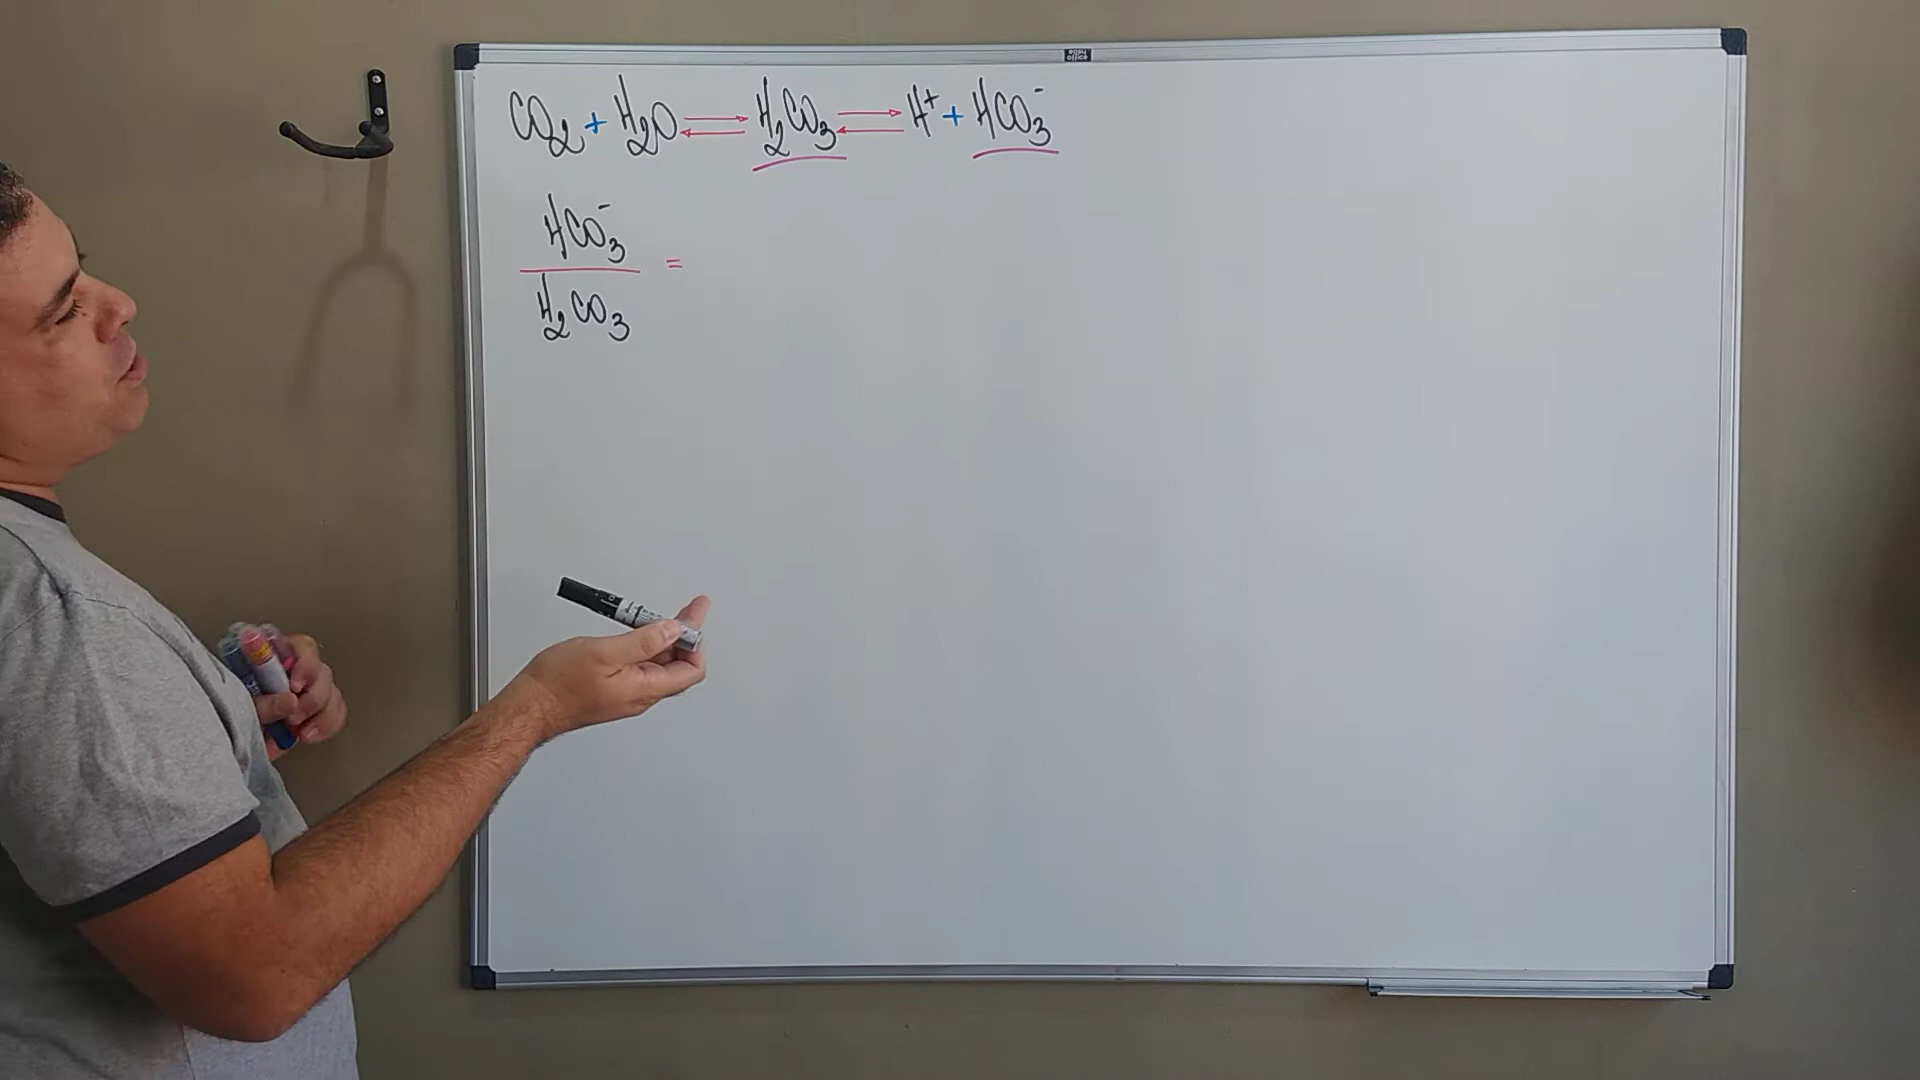 CO₂ + H₂O ⇌ H₂CO₃ ⇌ H⁺ + HCO₃⁻
HCO₃⁻
=
H₂CO₃